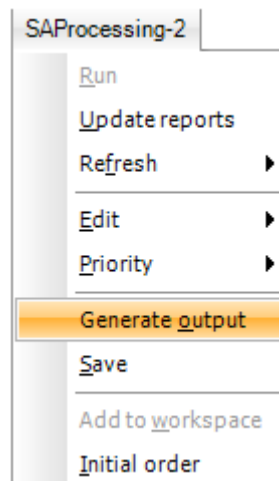 SAProcessing-2
Run
Update reports
Refresh
Edit
Priority
Generate output
Save
Add to workspace
Initial order